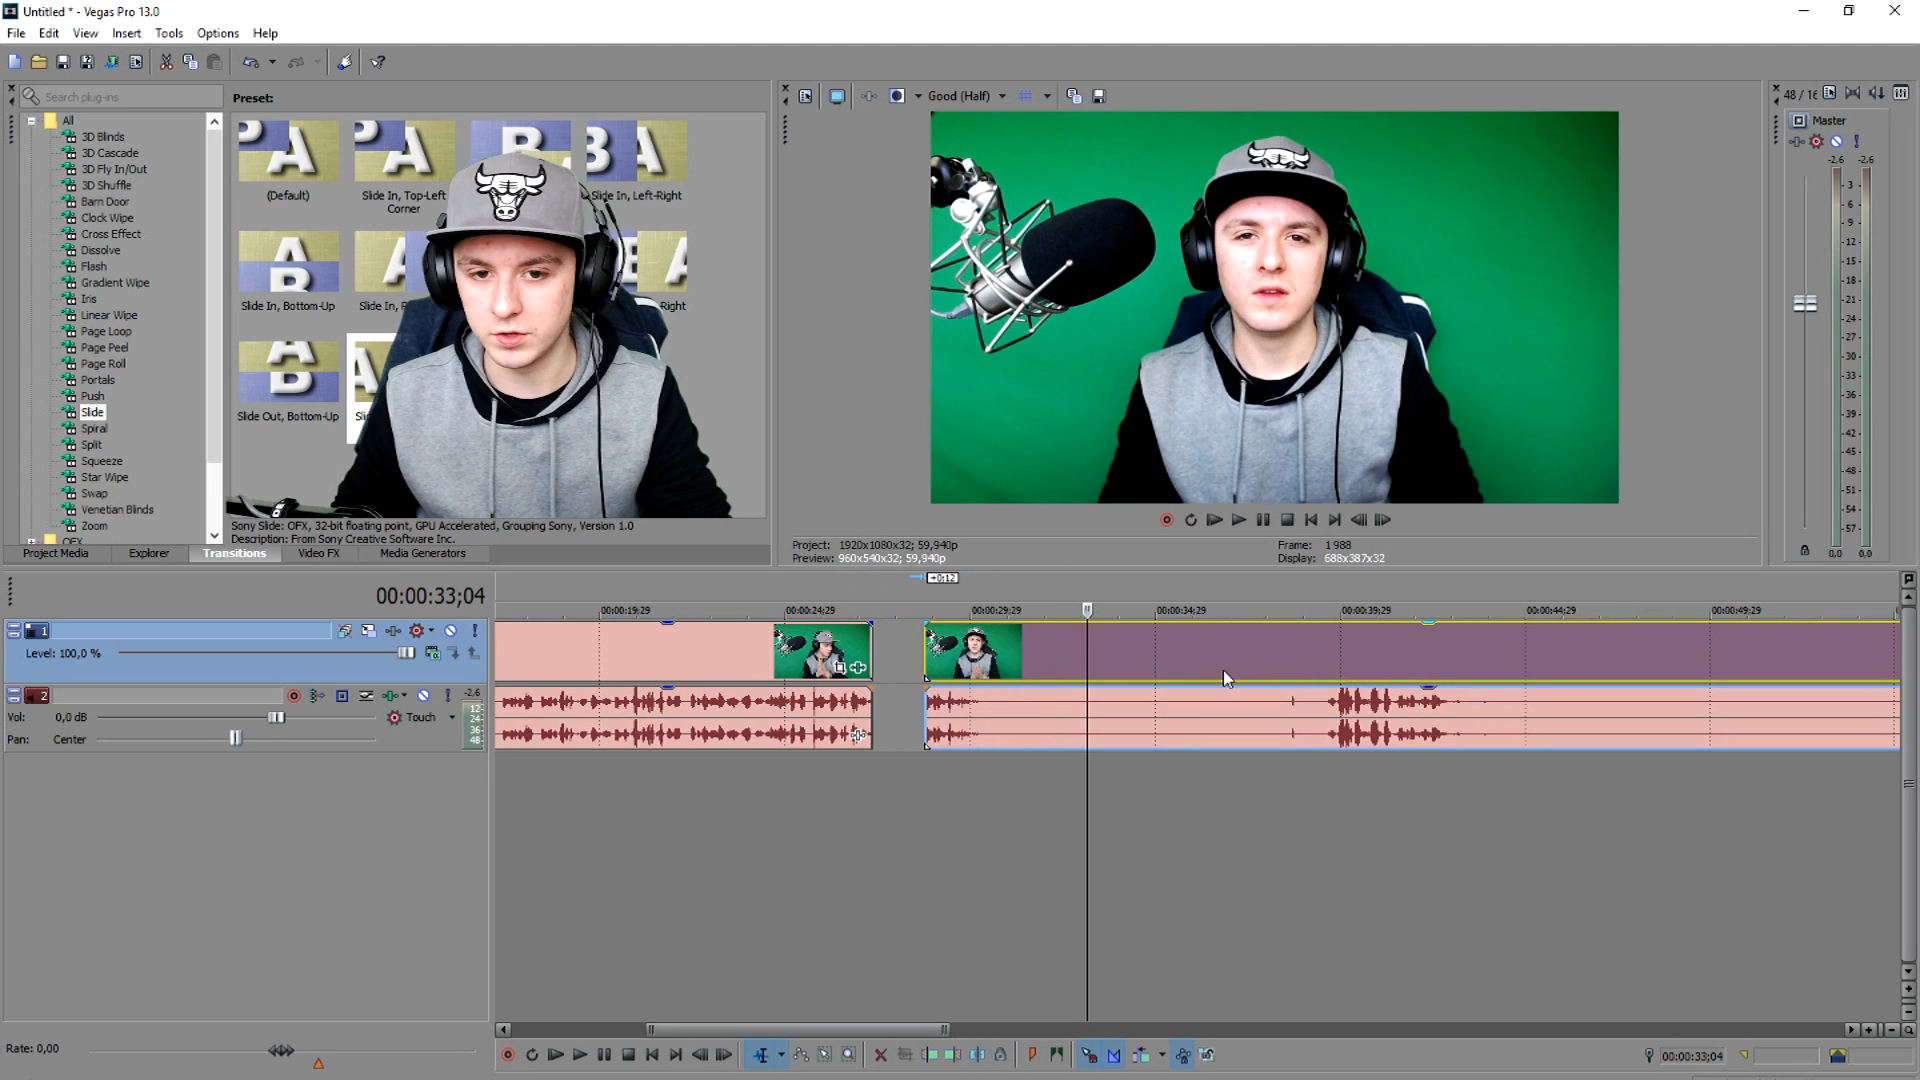 Untitled * - Vegas Pro 13.0
File Edit View Insert Tools Options Help
Search plug-ins
Preset:
All
3D Blinds
3D Cascade
3D Fly In/Out
3D Shuffle
Barn Door
Clock Wipe
Cross Effect
Dissolve
Flash
Gradient Wipe
Iris
Linear Wipe
Page Loop
Page Peel
Page Roll
Portals
Push
Slide
Spiral
Split
Squeeze
Star Wipe
Swap
Venetian Blinds
Zoom
OFX
(Default)
Slide In, Top-Left Corner
Slide In, Left-Right
Slide In, Bottom-Up
Slide In,
Right
Slide Out, Bottom-Up
Sony Slide: OFX, 32-bit floating point, GPU Accelerated, Grouping Sony, Version 1.0
Description: From Sony Creative Software Inc.
Project Media Explorer Transitions Video FX Media Generators
Good (Half)
Project: 1920x1080x32; 59,940p
Preview: 960x540x32; 59,940p
Frame: 1 988
Display: 688x387x32
48 / 16
Master
-2.6 -2.6
- 3 -
- 6 -
- 9 -
-12-
-15-
-18-
-21-
-24-
-27-
-30-
-33-
-36-
-39-
-42-
-45-
-48-
-51-
-54-
-57-
0,0 0,0
00:00:33;04
+0;12
00:00:19;29 00:00:24;29 00:00:29;29 00:00:34;29 00:00:39;29 00:00:44;29 00:00:49;29
1
Level: 100,0 %
2
-2.6
Vol: 0,0 dB
Touch
Pan: Center
12
24
36
48
Rate: 0,00
00:00:33;04